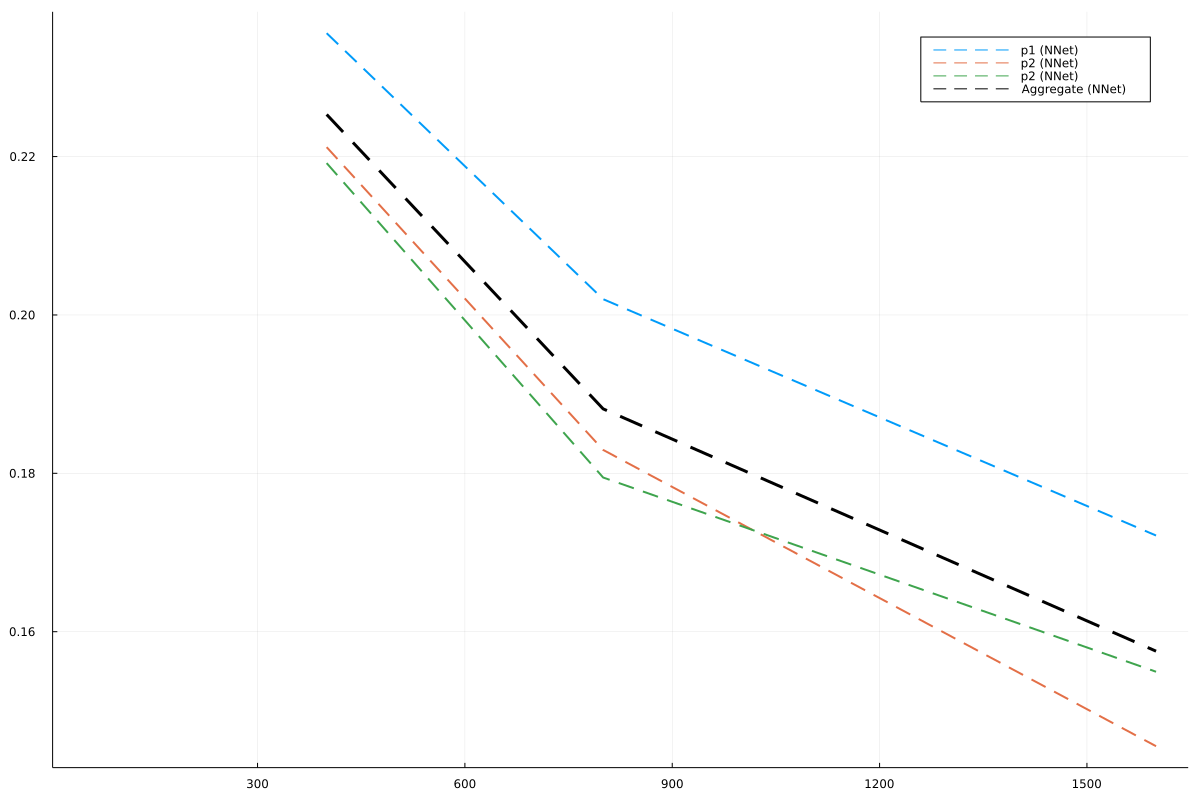 p1 (NNet)
p2 (NNet)
p2 (NNet)
Aggregate (NNet)
0.22
0.20
0.18
0.16
300 600 900 1200 1500